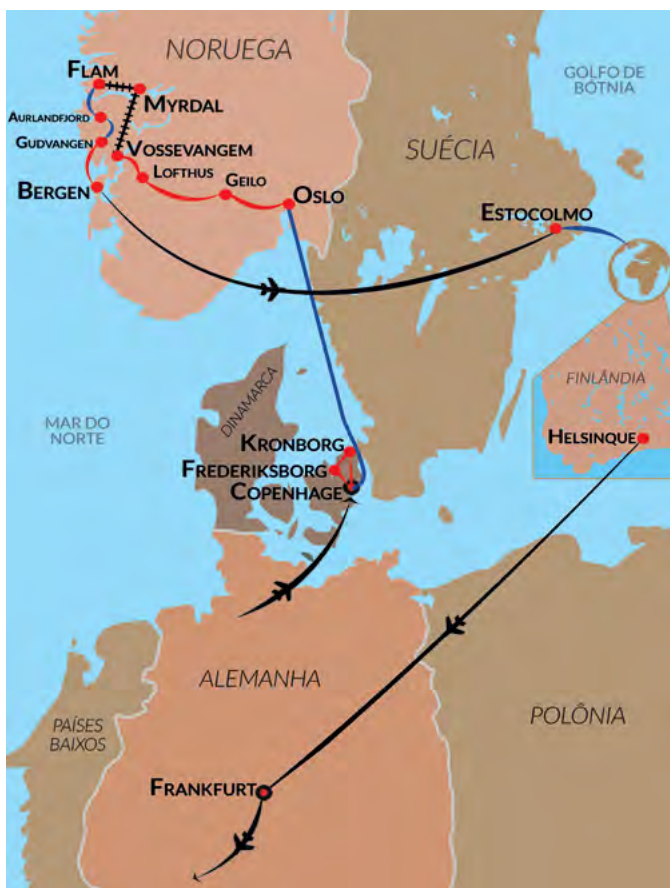 NORUEGA
FLAM
MYRDAL
AURLANDFJORD
GUDVANGEN
VOSSEVANGEM
LOFTHUS
GEILO
BERGEN
OSLO
GOLFO DE
BÓTNIA
SUÉCIA
ESTOCOLMO
FINLÂNDIA
HELSINQUE
MAR DO
NORTE
DINAMARCA
KRONBORG
FREDERIKSBORG
COPENHAGE
ALEMANHA
PAÍSES
BAIXOS
POLÔNIA
FRANKFURT